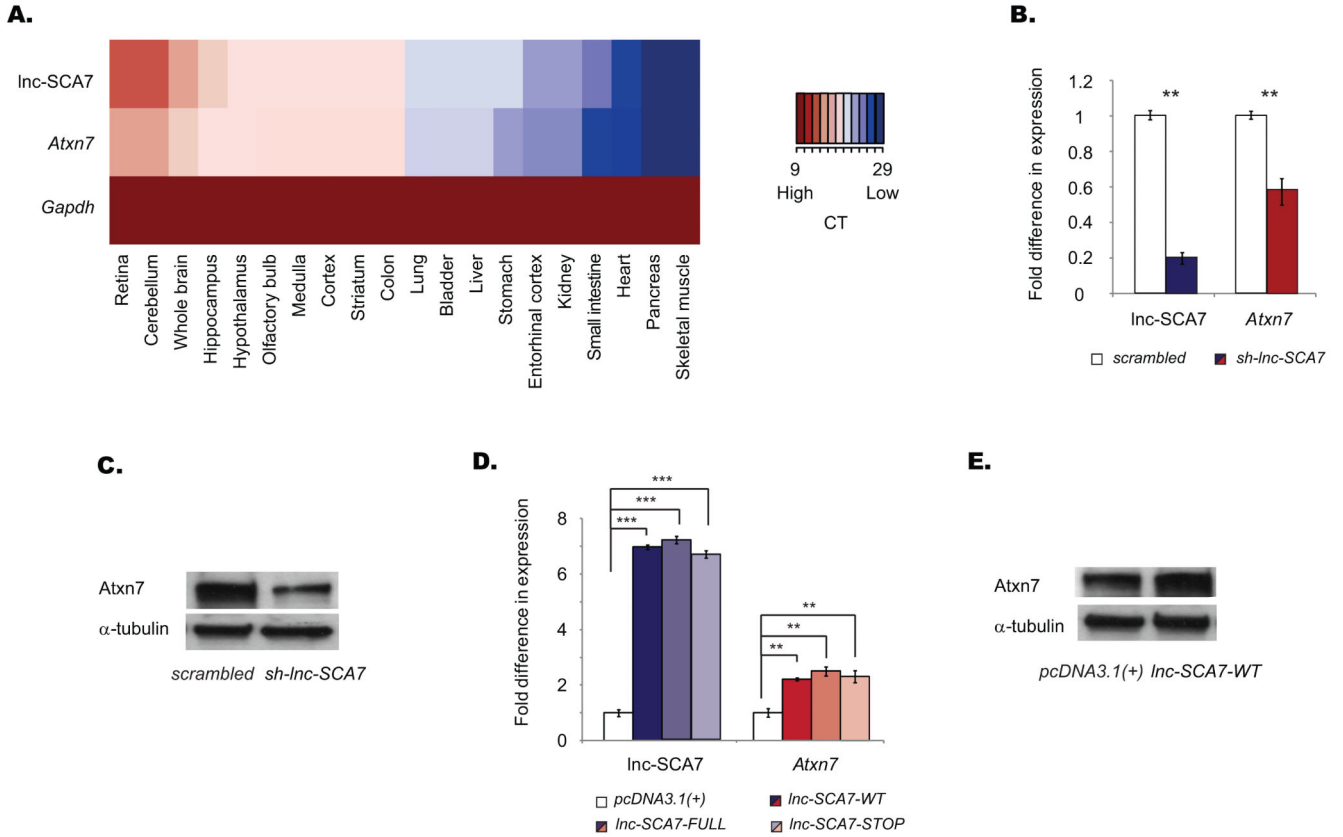 A.
lnc-SCA7
Atxn7
Gapdh
Retina
Cerebellum
Whole brain
Hippocampus
Hypothalamus
Olfactory bulb
Medulla
Cortex
Striatum
Colon
Lung
Bladder
Liver
Stomach
Entorhinal cortex
Kidney
Small intestine
Heart
Pancreas
Skeletal muscle
9 29
High Low
CT
B.
Fold difference in expression
1.2
1
0.8
0.6
0.4
0.2
0
** **
lnc-SCA7 Atxn7
scrambled sh-lnc-SCA7
C.
Atxn7
α-tubulin
scrambled sh-lnc-SCA7
D.
Fold difference in expression
8
6
4
2
0
***
***
***
**
**
**
lnc-SCA7 Atxn7
pcDNA3.1(+) lnc-SCA7-WT
lnc-SCA7-FULL lnc-SCA7-STOP
E.
Atxn7
α-tubulin
pcDNA3.1(+) lnc-SCA7-WT